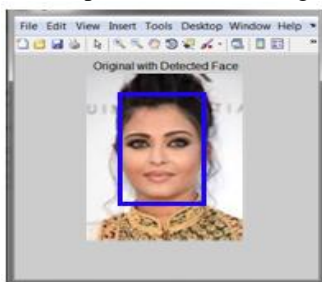 File Edit View Insert Tools Desktop Window Help
Original with Detected Face